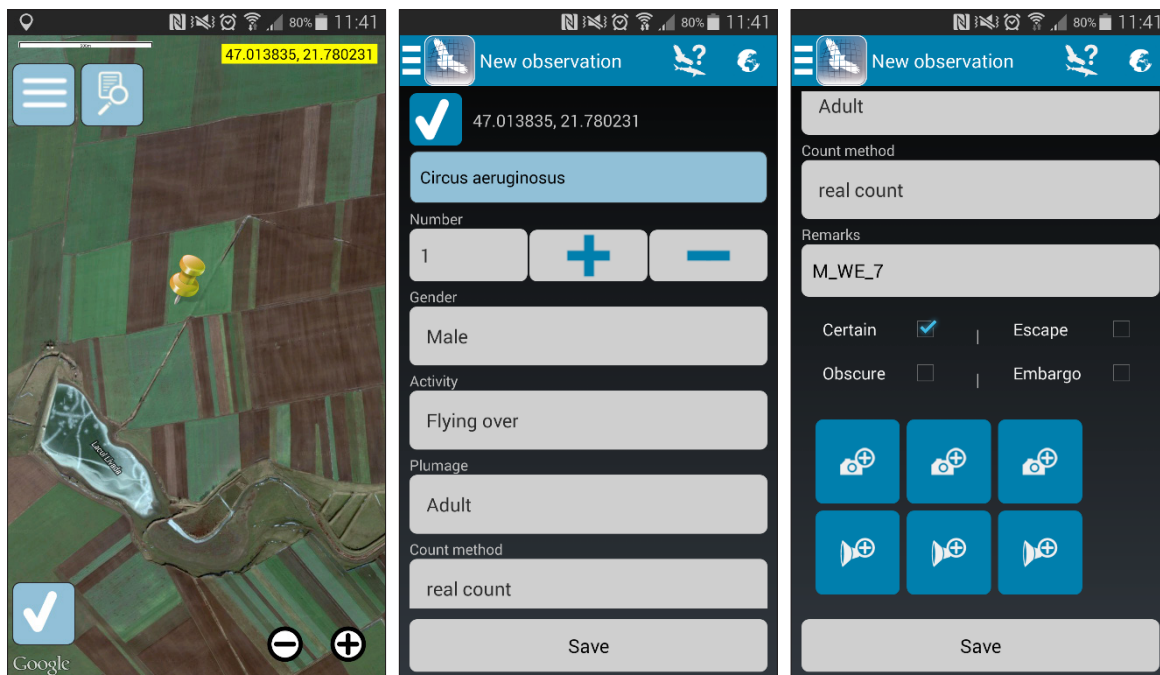 80% 11:41
47.013835, 21.780231
Lacul Livada
Google
80% 11:41
New observation
47.013835, 21.780231
Circus aeruginosus
Number
1
Gender
Male
Activity
Flying over
Plumage
Adult
Count method
real count
Save
80% 11:41
New observation
Adult
Count method
real count
Remarks
M_WE_7
Certain | Escape
Obscure | Embargo
Save